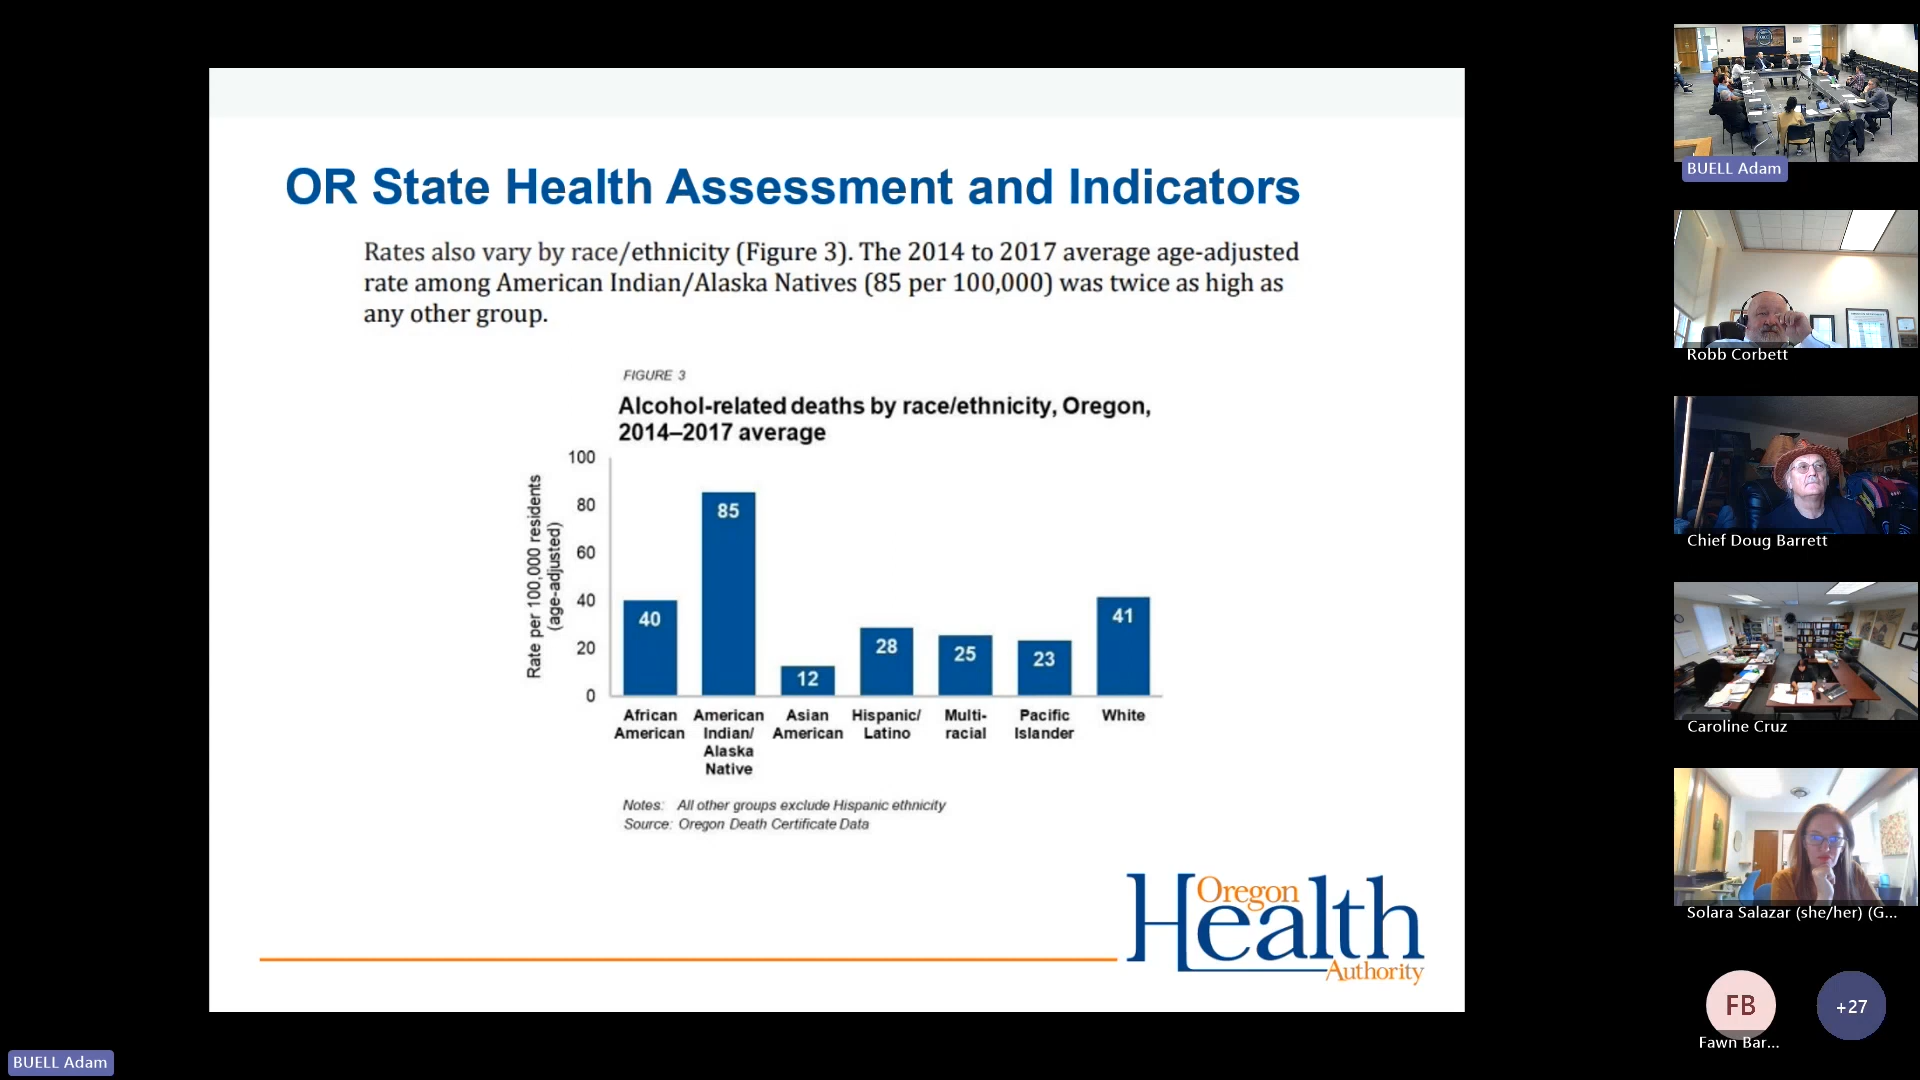 OR State Health Assessment and Indicators
Rates also vary by race/ethnicity (Figure 3). The 2014 to 2017 average age-adjusted
rate among American Indian/Alaska Natives (85 per 100,000) was twice as high as
any other group.
FIGURE 3
Alcohol-related deaths by race/ethnicity, Oregon,
2014–2017 average
Rate per 100,000 residents
(age-adjusted)
100
80
60
40
20
0
40
85
12
28
25
23
41
African
American
American
Indian/
Alaska
Native
Asian
American
Hispanic/
Latino
Multi-
racial
Pacific
Islander
White
Notes: All other groups exclude Hispanic ethnicity
Source: Oregon Death Certificate Data
Oregon
Health
Authority
BUELL Adam
Robb Corbett
Chief Doug Barrett
Caroline Cruz
Solara Salazar (she/her) (G...
FB
Fawn Bar...
+27
BUELL Adam